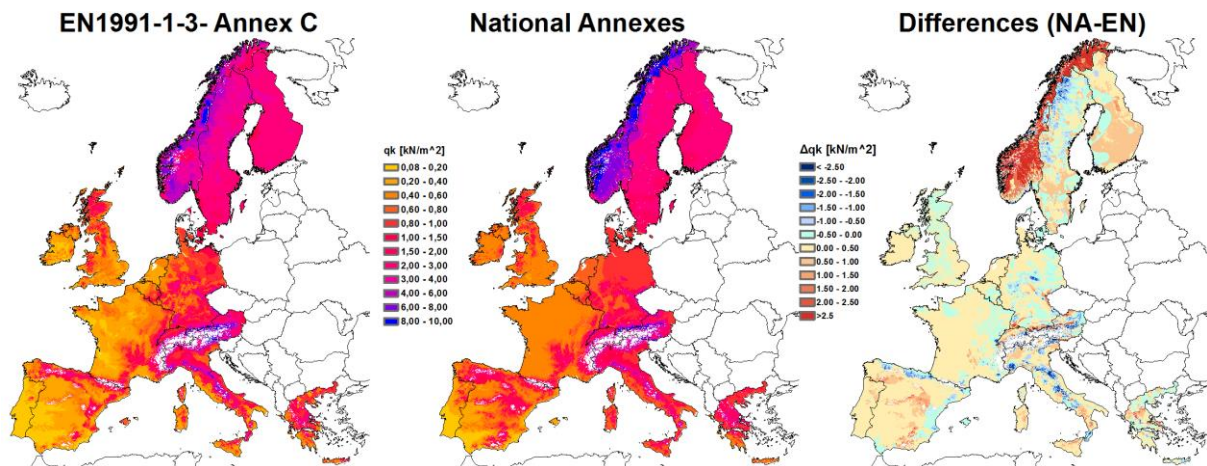 EN1991-1-3- Annex C
National Annexes
Differences (NA-EN)
qk [kN/m^2]
0,08 - 0,20
0,20 - 0,40
0,40 - 0,60
0,60 - 0,80
0,80 - 1,00
1,00 - 1,50
1,50 - 2,00
2,00 - 3,00
3,00 - 4,00
4,00 - 6,00
6,00 - 8,00
8,00 - 10,00
Δqk [kN/m^2]
< -2.50
-2.50 - -2.00
-2.00 - -1.50
-1.50 - -1.00
-1.00 - -0.50
-0.50 - 0.00
0.00 - 0.50
0.50 - 1.00
1.00 - 1.50
1.50 - 2.00
2.00 - 2.50
>2.5